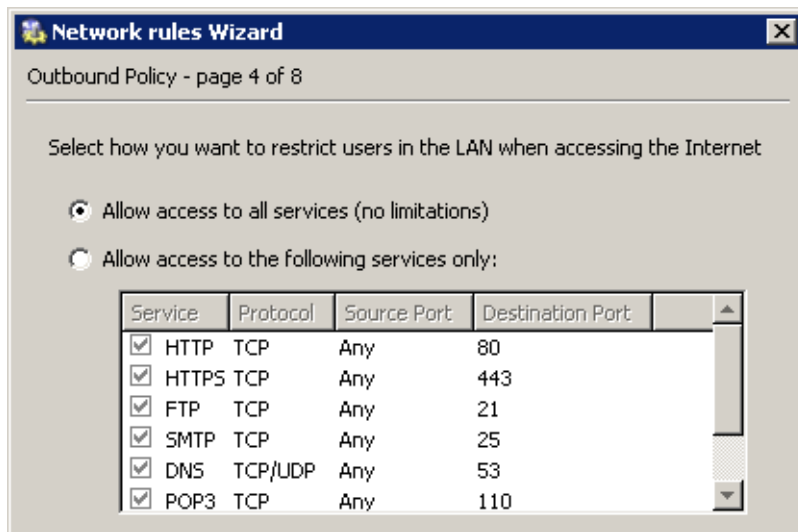 Network rules Wizard
Outbound Policy - page 4 of 8
Select how you want to restrict users in the LAN when accessing the Internet
Allow access to all services (no limitations)
Allow access to the following services only:
Service Protocol Source Port Destination Port
HTTP TCP Any 80
HTTPS TCP Any 443
FTP TCP Any 21
SMTP TCP Any 25
DNS TCP/UDP Any 53
POP3 TCP Any 110